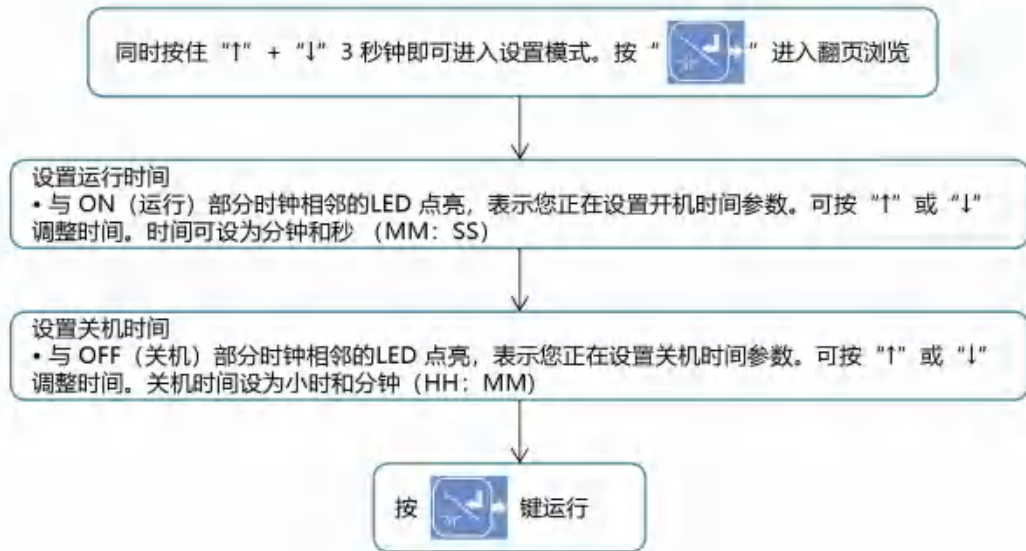 同时按住“↑” + “↓” 3 秒钟即可进入设置模式。按“ ”进入翻页浏览
设置运行时间
• 与 ON（运行）部分时钟相邻的LED 点亮，表示您正在设置开机时间参数。可按“↑”或“↓”
调整时间。时间可设为分钟和秒 （MM：SS）
设置关机时间
• 与 OFF（关机）部分时钟相邻的LED 点亮，表示您正在设置关机时间参数。可按“↑”或“↓”
调整时间。关机时间设为小时和分钟（HH：MM）
按 键运行